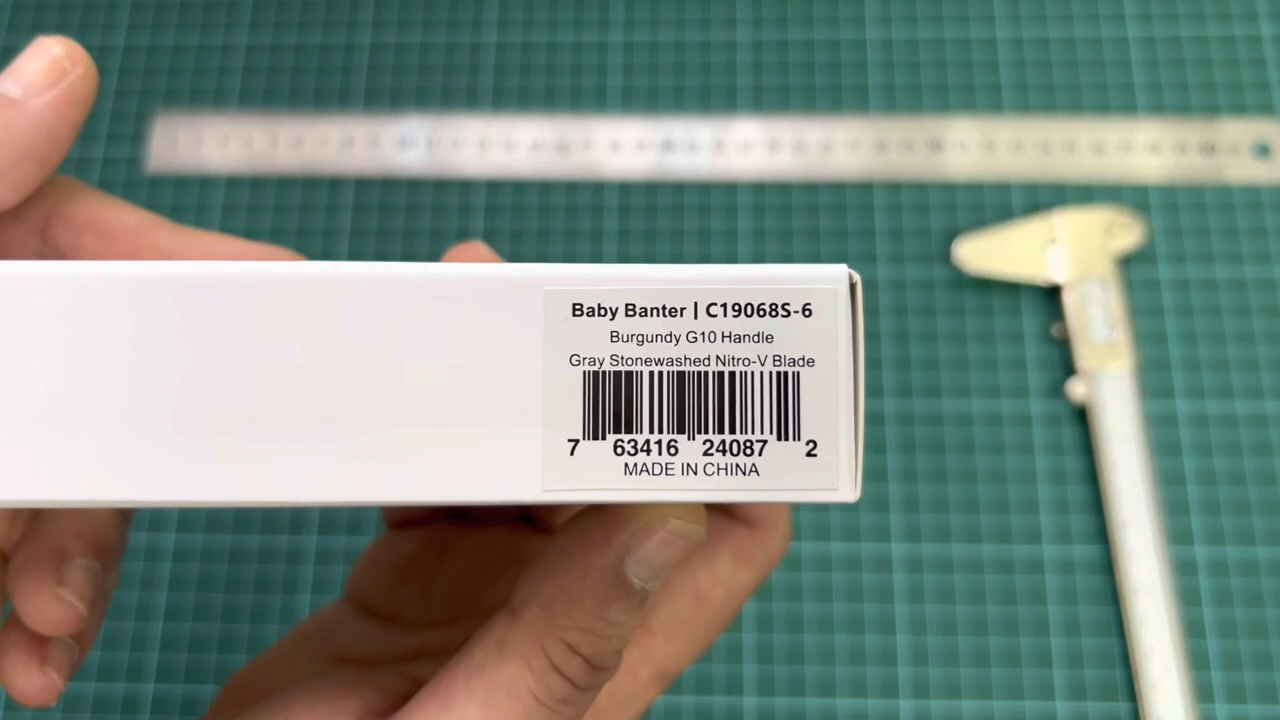 Baby Banter | C19068S-6
Burgundy G10 Handle
Gray Stonewashed Nitro-V Blade
7 63416 24087 2
MADE IN CHINA